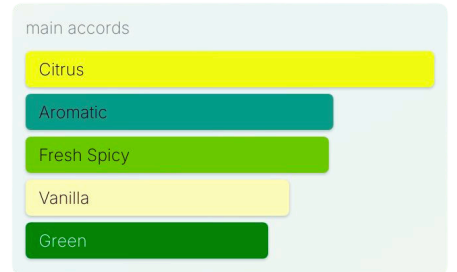 main accords
Citrus
Aromatic
Fresh Spicy
Vanilla
Green